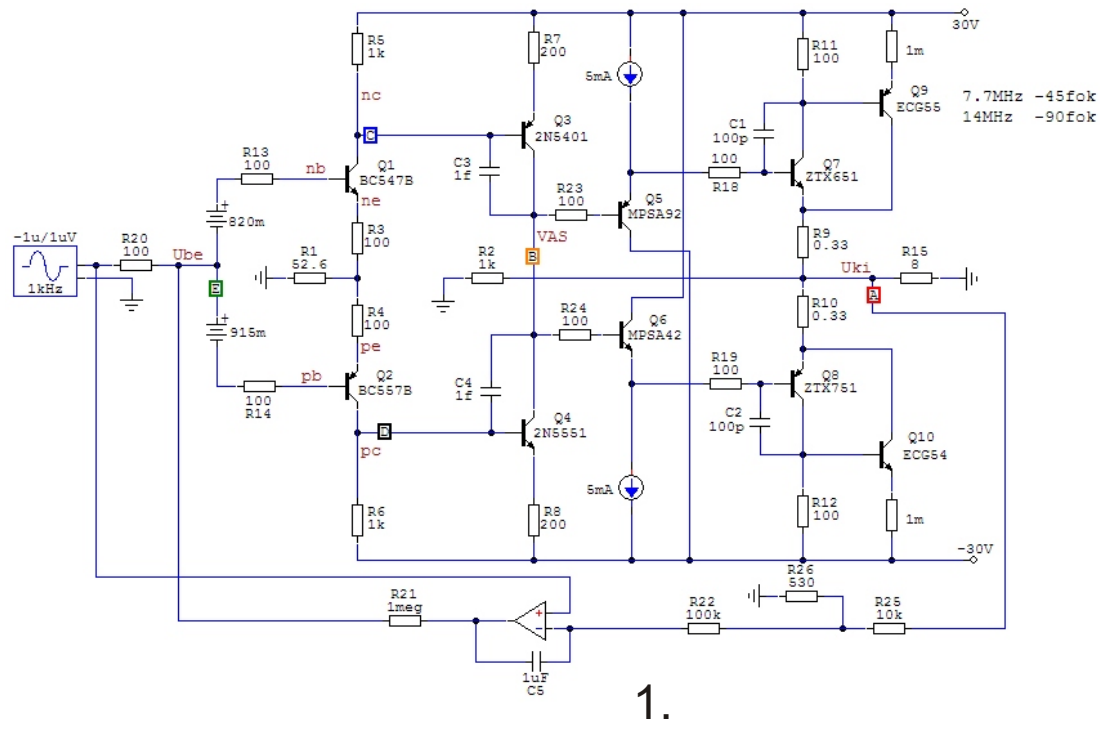 30V
R5
1k
R7
200
5mA
R11
100
1m
nc
Q9
ECG55
7.7MHz -45fok
14MHz -90fok
C
Q3
2N5401
C1
100p
R13
100
nb
Q1
BC547B
C3
1f
100
R18
Q7
ZTX651
ne
R23
100
Q5
MPSA92
820m
R3
100
VAS
R9
0.33
-1u/1uV
1kHz
R20
100
Ube
R1
52.6
R2
1k
B
Uki
R15
8
E
A
915m
R4
100
R24
100
Q6
MPSA42
R10
0.33
pe
R19
100
pb
Q2
BC557B
C4
1f
Q8
ZTX751
100
R14
C2
100p
D
Q4
2N5551
Q10
ECG54
pc
5mA
R6
1k
R8
200
R12
100
1m
-30V
R26
530
R21
1meg
+
-
R22
100k
R25
10k
1uF
C5
1.